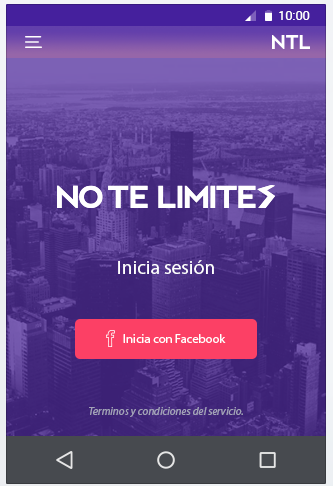 10:00
NTL
NO TE LIMITES
Inicia sesión
Inicia con Facebook
Terminos y condiciones del servicio.